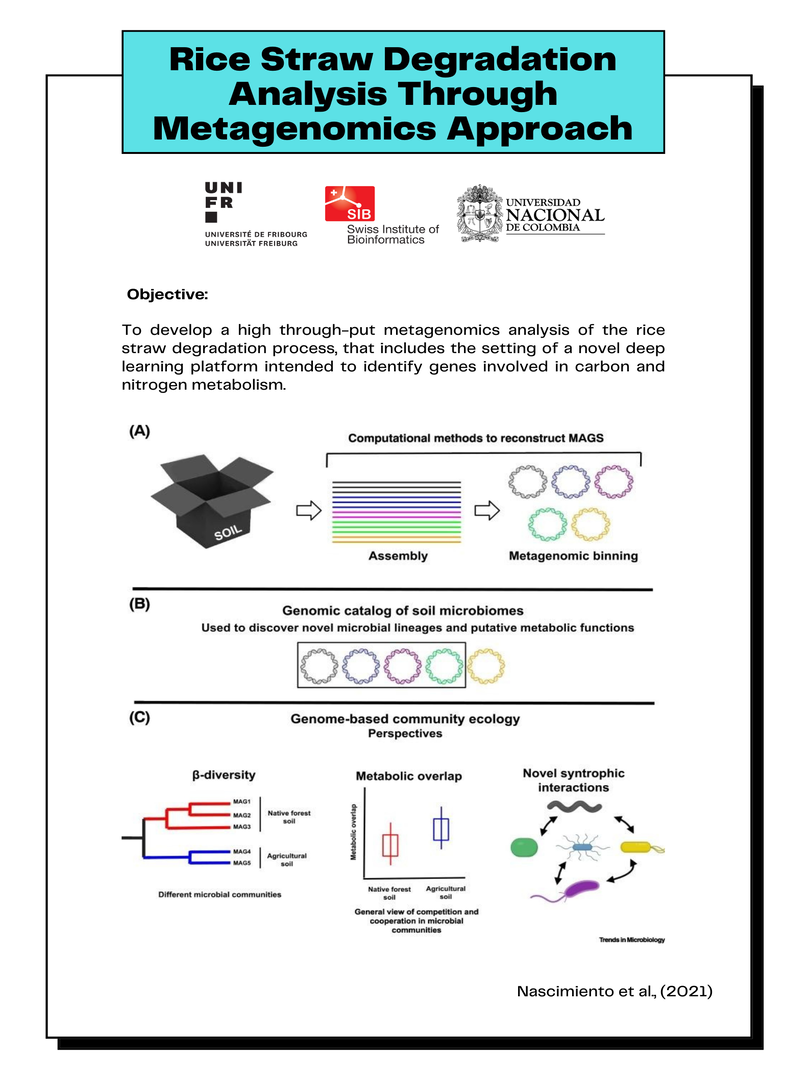 Rice Straw Degradation
Analysis Through
Metagenomics Approach
UNI
FR
UNIVERSITÉ DE FRIBOURG
UNIVERSITÄT FREIBURG
SIB
Swiss Institute of
Bioinformatics
UNIVERSIDAD
NACIONAL
DE COLOMBIA
Objective:
To develop a high through-put metagenomics analysis of the rice
straw degradation process, that includes the setting of a novel deep
learning platform intended to identify genes involved in carbon and
nitrogen metabolism.
(A)
Computational methods to reconstruct MAGS
SOIL
Assembly
Metagenomic binning
(B)
Genomic catalog of soil microbiomes
Used to discover novel microbial lineages and putative metabolic functions
(C)
Genome-based community ecology
Perspectives
β-diversity
MAG1
MAG2
MAG3
Native forest
soil
MAG4
MAG5
Agricultural
soil
Different microbial communities
Metabolic overlap
Metabolic overlap
Native forest
soil
Agricultural
soil
General view of competition and
cooperation in microbial
communities
Novel syntrophic
interactions
Trends in Microbiology
Nascimiento et al., (2021)